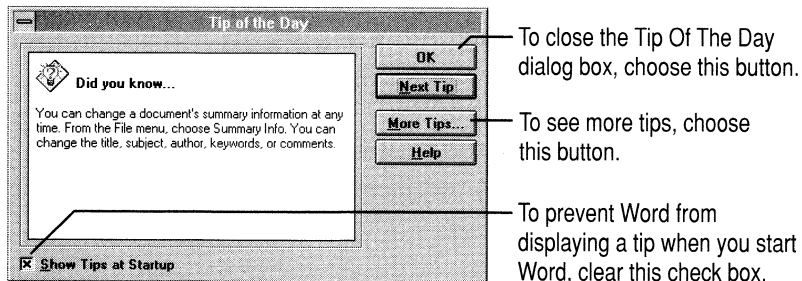 Tip of the Day
Did you know...
You can change a document's summary information at any
time. From the File menu, choose Summary Info. You can
change the title, subject, author, keywords, or comments.
OK
Next Tip
More Tips...
Help
Show Tips at Startup
To close the Tip Of The Day
dialog box, choose this button.
To see more tips, choose
this button.
To prevent Word from
displaying a tip when you start
Word, clear this check box.